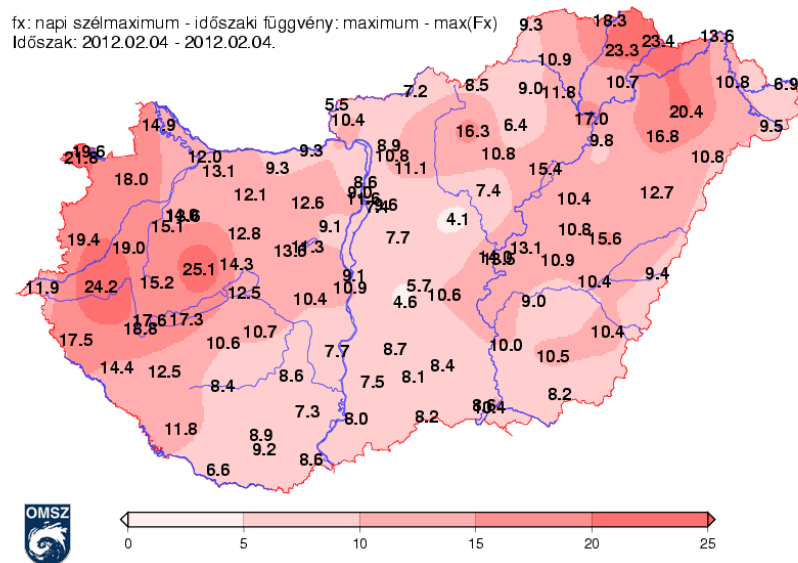 fx: napi szélmaximum - időszaki függvény: maximum - max(Fx)
Időszak: 2012.02.04 - 2012.02.04.
9.3 18.3
23.3 23.4 13.6
10.9
5.5 7.2 8.5 9.0 11.8 10.7 10.8 6.9
14.9 10.4 16.3 6.4 17.0 20.4 9.5
9.8 16.8
19.6
21.8 12.0 9.3 9.3 8.9
10.8 10.8 10.8
18.0 13.1 11.1 15.4
12.1 12.6 8.6
9.0 7.4 10.4 12.7
15.1 9.1 7.4 4.1
19.4 19.0 12.8 11.3 7.7 13.1 10.8 15.6
25.1 14.3 10.9
11.9 24.2 15.2 12.5 10.4 9.1
10.9 5.7
4.6 10.6 9.0 10.4 9.4
17.6 17.3
18.8 10.7 10.4
17.5 10.6 7.7 8.7 10.0 10.5
14.4 12.5 8.4 8.6 7.5 8.1 8.4 8.2
11.8 7.3 8.0 8.2 10.4
8.9
9.2 8.6
6.6
OMSZ
0 5 10 15 20 25